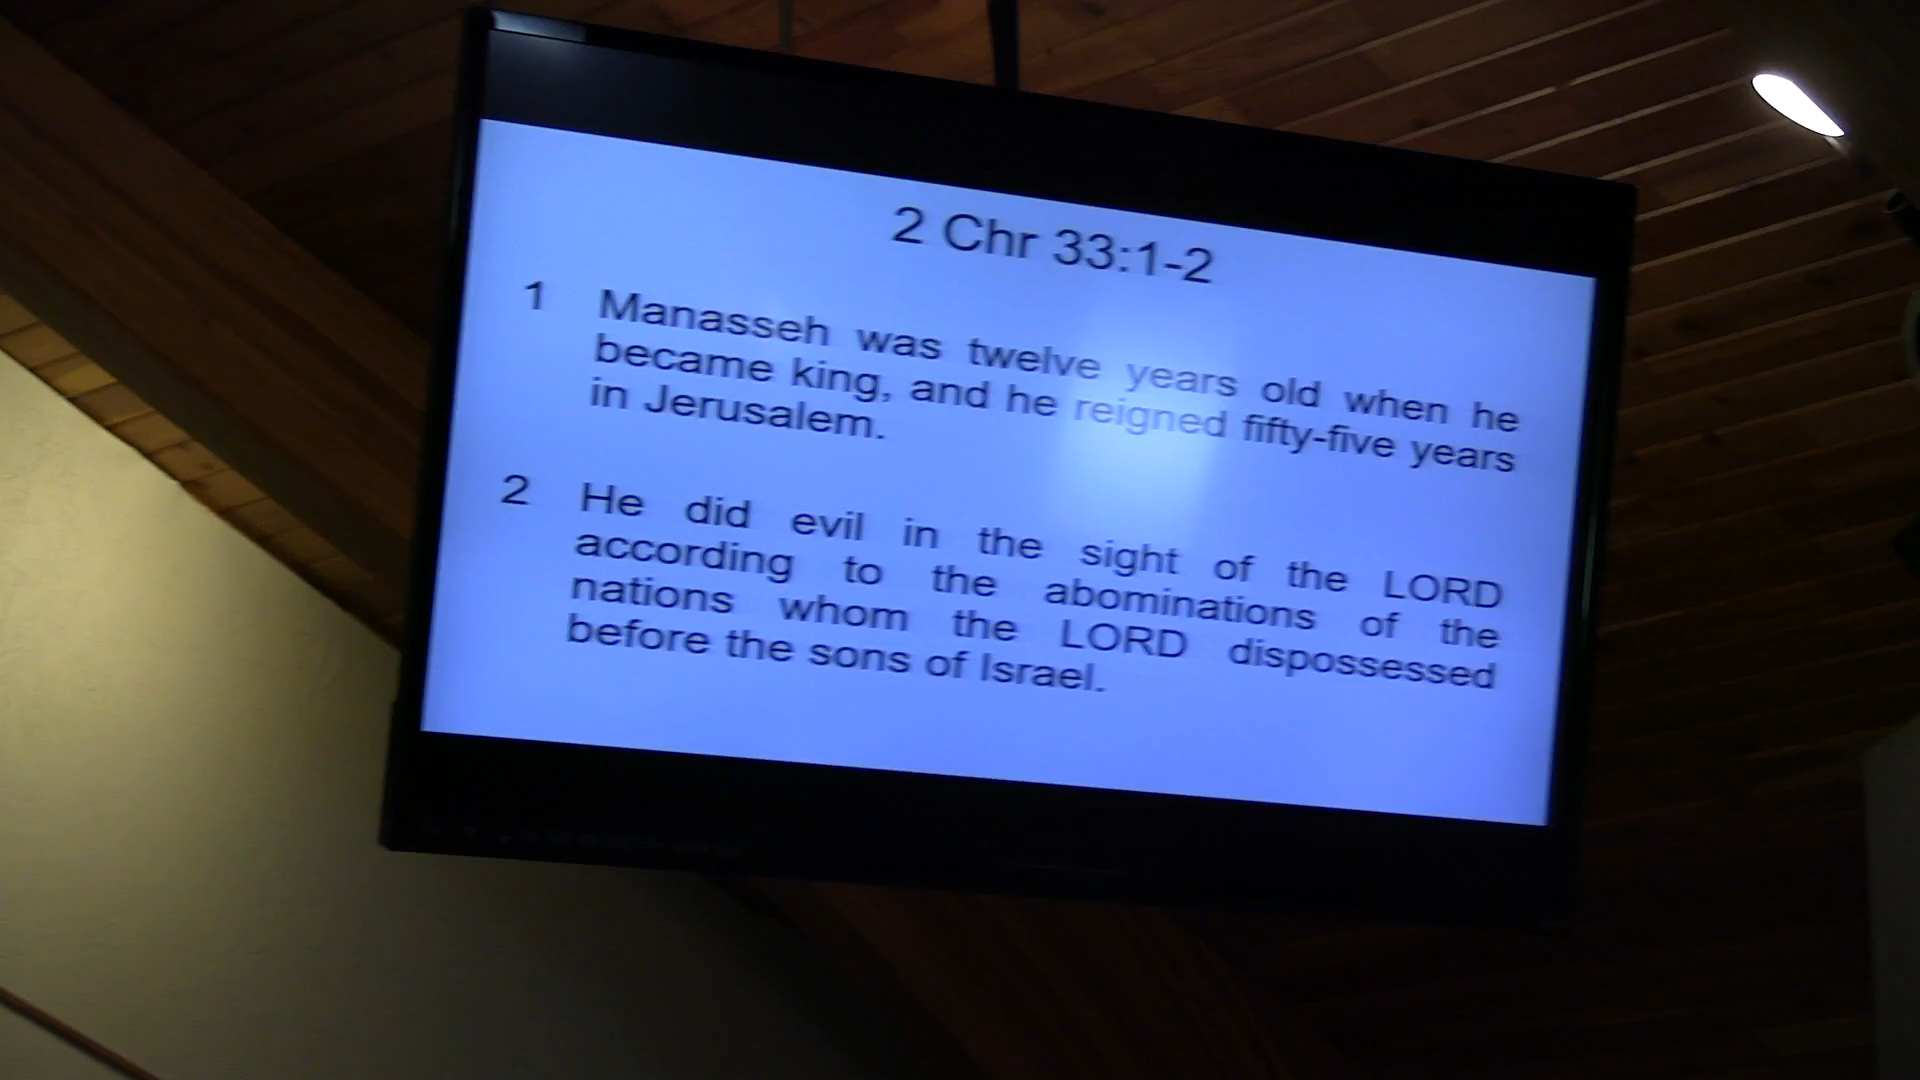 2 Chr 33:1-2
1 Manasseh was twelve years old when he
became king, and he reigned fifty-five years
in Jerusalem.
2 He did evil in the sight of the LORD
according to the abominations of the
nations whom the LORD dispossessed
before the sons of Israel.